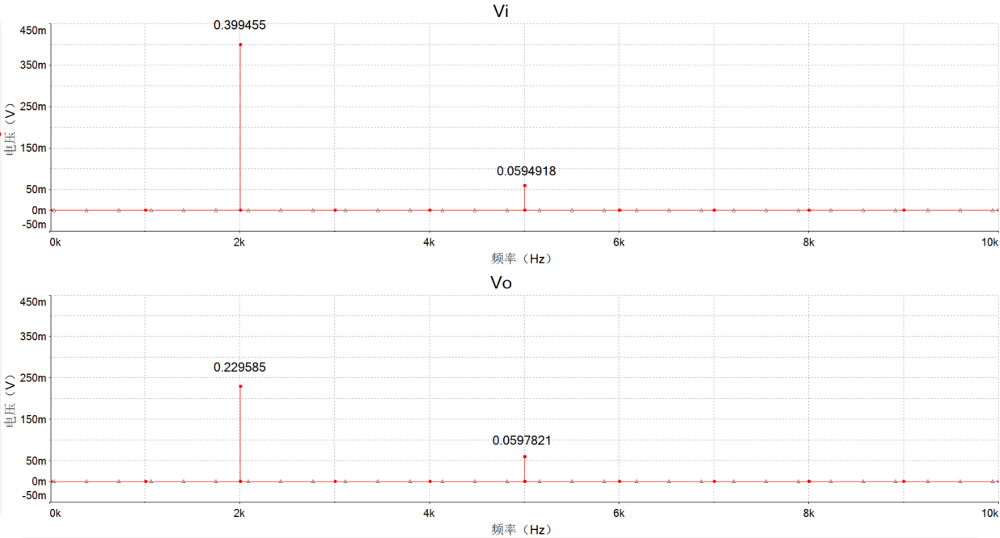 Vi
0.399455
450m
350m
250m
150m
0.0594918
50m
0m
-50m
电压（V）
0k 2k 4k 6k 8k 10k
频率（Hz）
Vo
450m
350m
0.229585
250m
150m
0.0597821
50m
0m
-50m
电压（V）
0k 2k 4k 6k 8k 10k
频率（Hz）